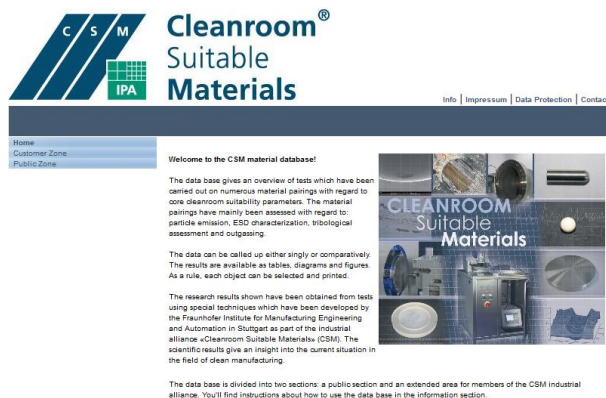 C S M
IPA
Cleanroom®
Suitable
Materials
Info | Impressum | Data Protection | Contac
Home
Customer Zone
Public Zone
Welcome to the CSM material database!
The data base gives an overview of tests which have been
carried out on numerous material pairings with regard to
core cleanroom suitability parameters. The material
pairings have mainly been assessed with regard to:
particle emission, ESD characterization, tribological
assessment and outgassing.
The data can be called up either singly or comparatively.
The results are available as tables, diagrams and figures.
As a rule, each object can be selected and printed.
The research results shown have been obtained from tests
using special techniques which have been developed by
the Fraunhofer Institute for Manufacturing Engineering
and Automation in Stuttgart as part of the industrial
alliance «Cleanroom Suitable Materials» (CSM). The
scientific results give an insight into the current situation in
the field of clean manufacturing.
CLEANROOM
Suitable
Materials
The data base is divided into two sections: a public section and an extended area for members of the CSM industrial
alliance. You'll find instructions about how to use the data base in the information section.